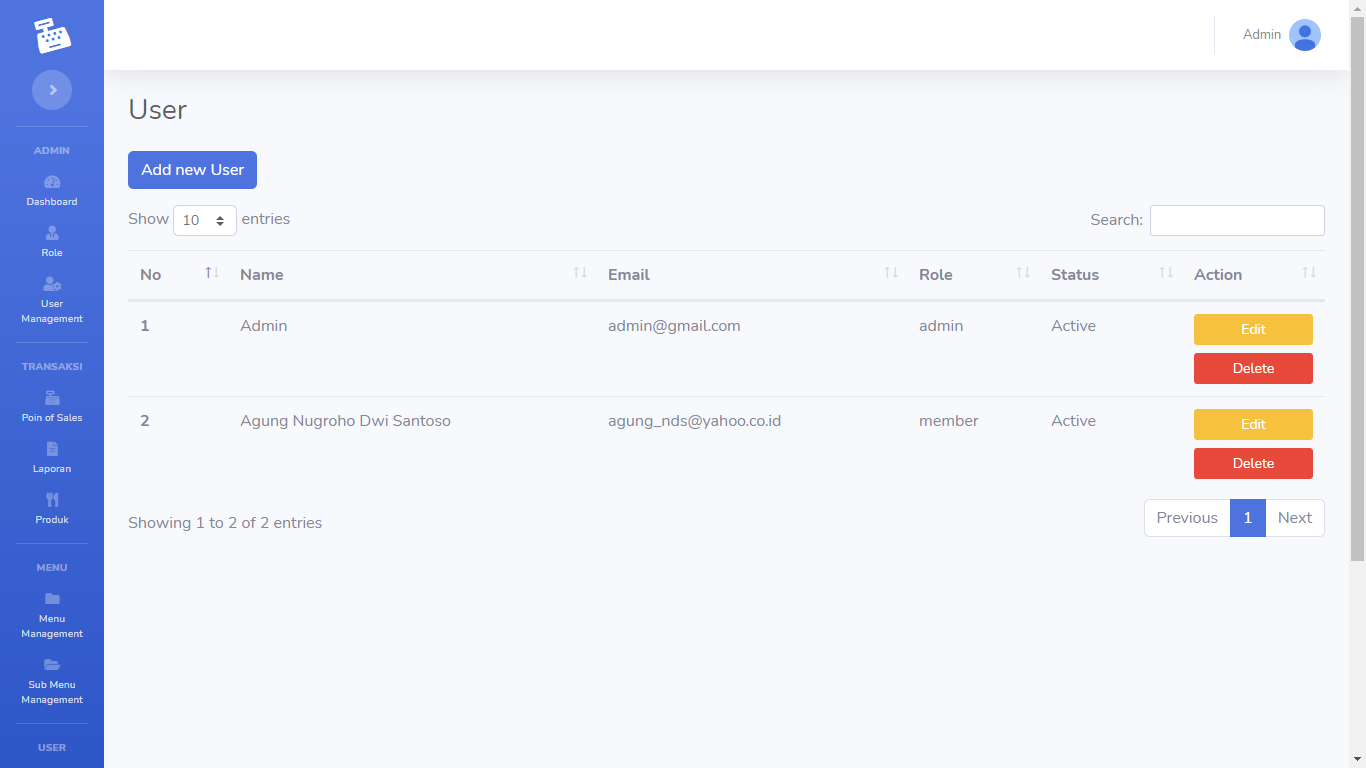 Admin
ADMIN
Dashboard
Role
User
Management
TRANSAKSI
Poin of Sales
Laporan
Produk
MENU
Menu
Management
Sub Menu
Management
USER
User
Add new User
Show 10 entries
Search:
No Name Email Role Status Action
1 Admin admin@gmail.com admin Active Edit
Delete
2 Agung Nugroho Dwi Santoso agung_nds@yahoo.co.id member Active Edit
Delete
Showing 1 to 2 of 2 entries
Previous 1 Next